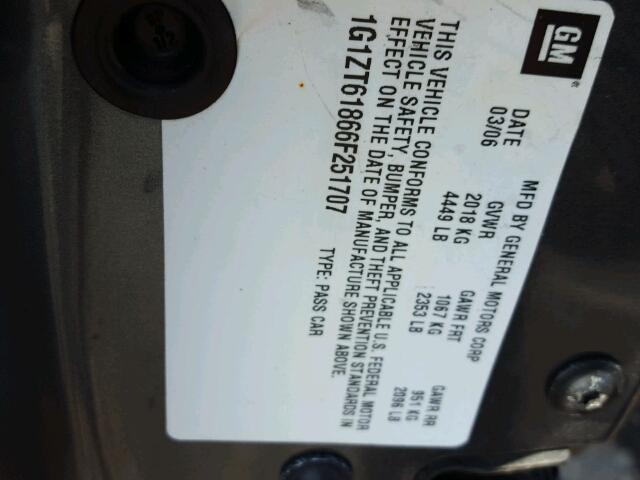 GM
MFD BY GENERAL MOTORS CORP
DATE GVWR GAWR FRT GAWR RR
03/06 2018 KG 1067 KG 951 KG
4449 LB 2353 LB 2096 LB
THIS VEHICLE CONFORMS TO ALL APPLICABLE U.S. FEDERAL MOTOR
VEHICLE SAFETY, BUMPER, AND THEFT PREVENTION STANDARDS IN
EFFECT ON THE DATE OF MANUFACTURE SHOWN ABOVE.
1G1ZT61866F251707 TYPE: PASS CAR